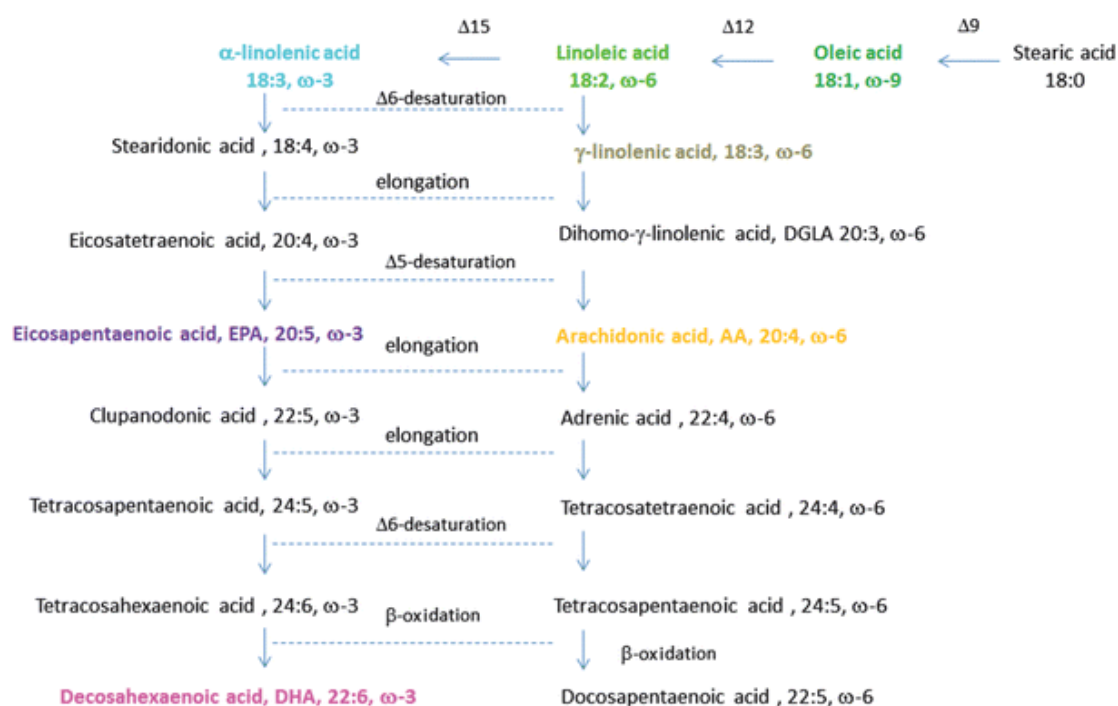 Δ15 Δ12 Δ9
α-linolenic acid Linoleic acid Oleic acid Stearic acid
18:3, ω-3 18:2, ω-6 18:1, ω-9 18:0
Δ6-desaturation
Stearidonic acid , 18:4, ω-3 γ-linolenic acid, 18:3, ω-6
elongation
Eicosatetraenoic acid, 20:4, ω-3 Dihomo-γ-linolenic acid, DGLA 20:3, ω-6
Δ5-desaturation
Eicosapentaenoic acid, EPA, 20:5, ω-3 Arachidonic acid, AA, 20:4, ω-6
elongation
Clupanodonic acid , 22:5, ω-3 Adrenic acid , 22:4, ω-6
elongation
Tetracosapentaenoic acid, 24:5, ω-3 Tetracosatetraenoic acid , 24:4, ω-6
Δ6-desaturation
Tetracosahexaenoic acid , 24:6, ω-3 Tetracosapentaenoic acid , 24:5, ω-6
β-oxidation
β-oxidation
Decosahexaenoic acid, DHA, 22:6, ω-3 Docosapentaenoic acid , 22:5, ω-6